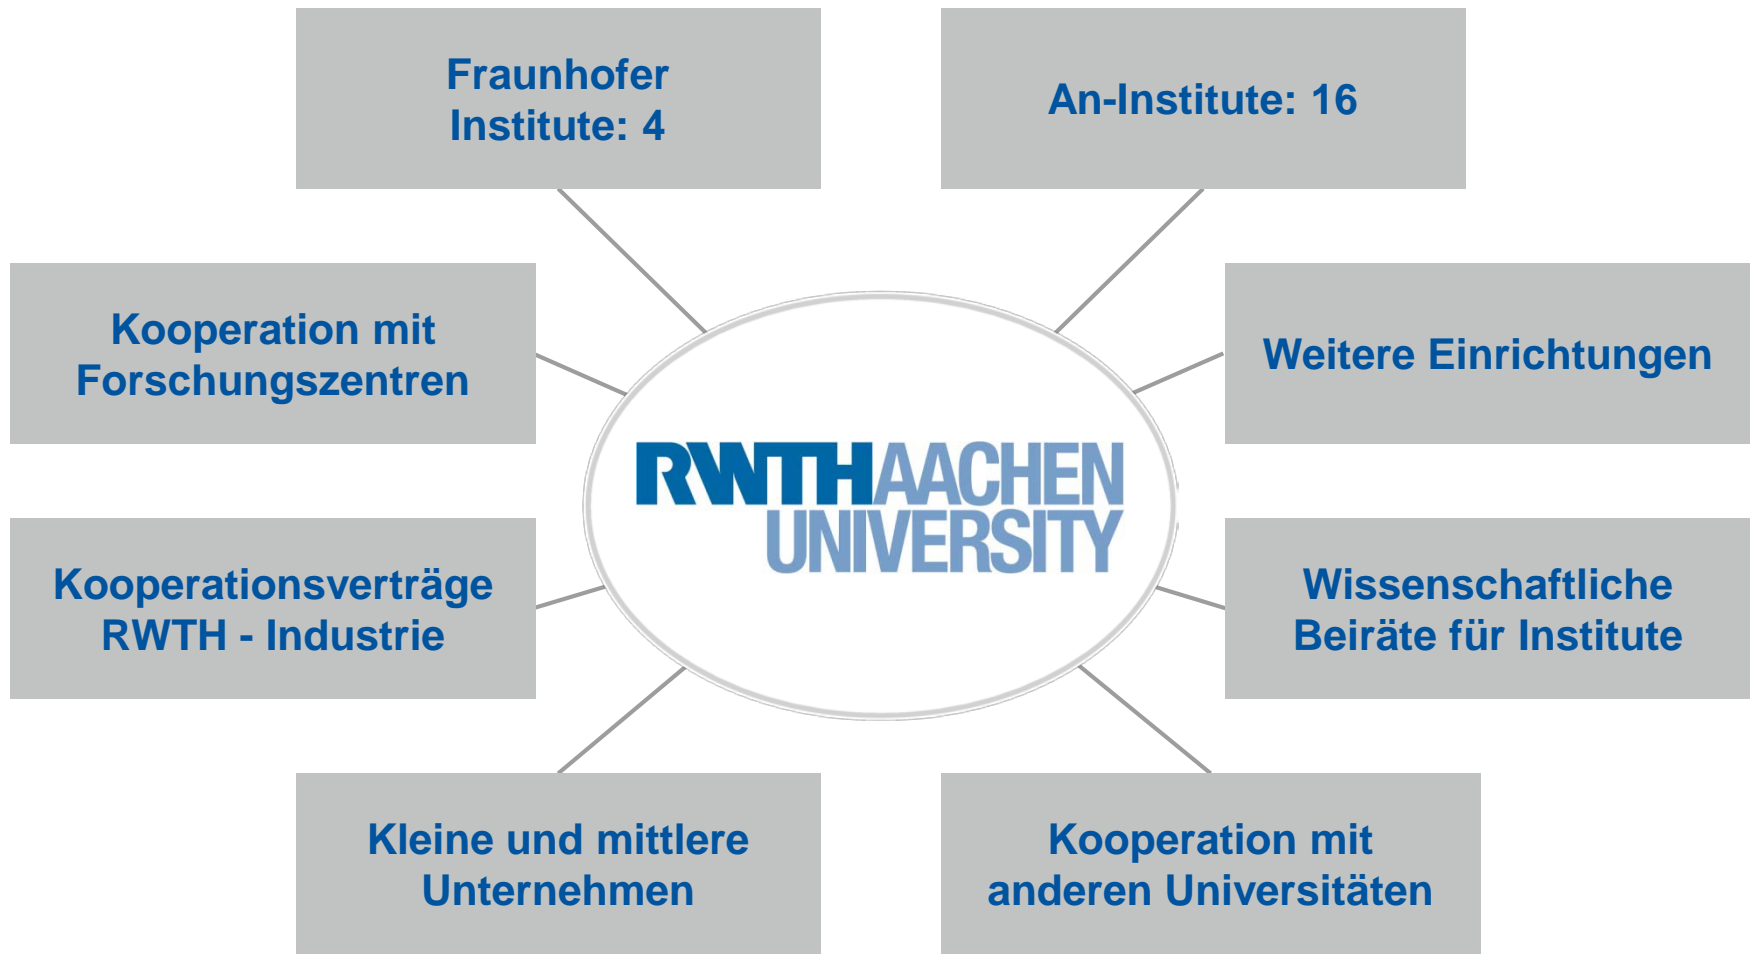 Fraunhofer
Institute: 4
An-Institute: 16
Kooperation mit
Forschungszentren
Weitere Einrichtungen
RWTHAACHEN
UNIVERSITY
Kooperationsverträge
RWTH - Industrie
Wissenschaftliche
Beiräte für Institute
Kleine und mittlere
Unternehmen
Kooperation mit
anderen Universitäten